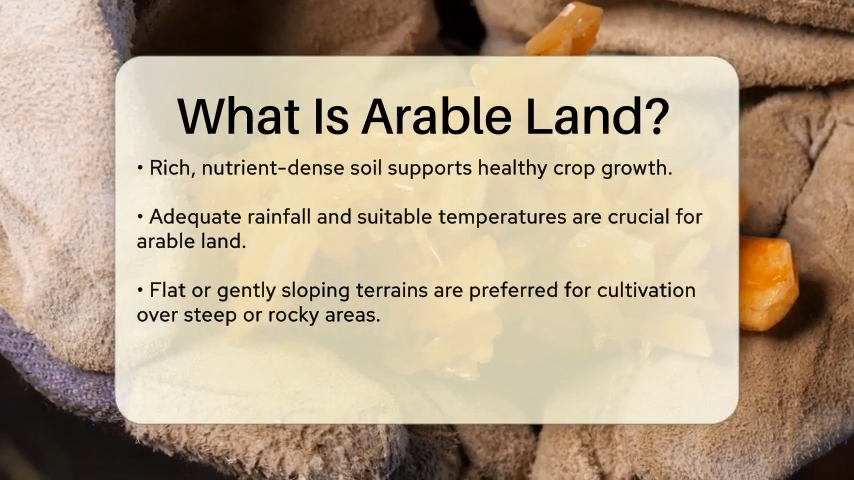 What Is Arable Land?
• Rich, nutrient-dense soil supports healthy crop growth.
• Adequate rainfall and suitable temperatures are crucial for
arable land.
• Flat or gently sloping terrains are preferred for cultivation
over steep or rocky areas.